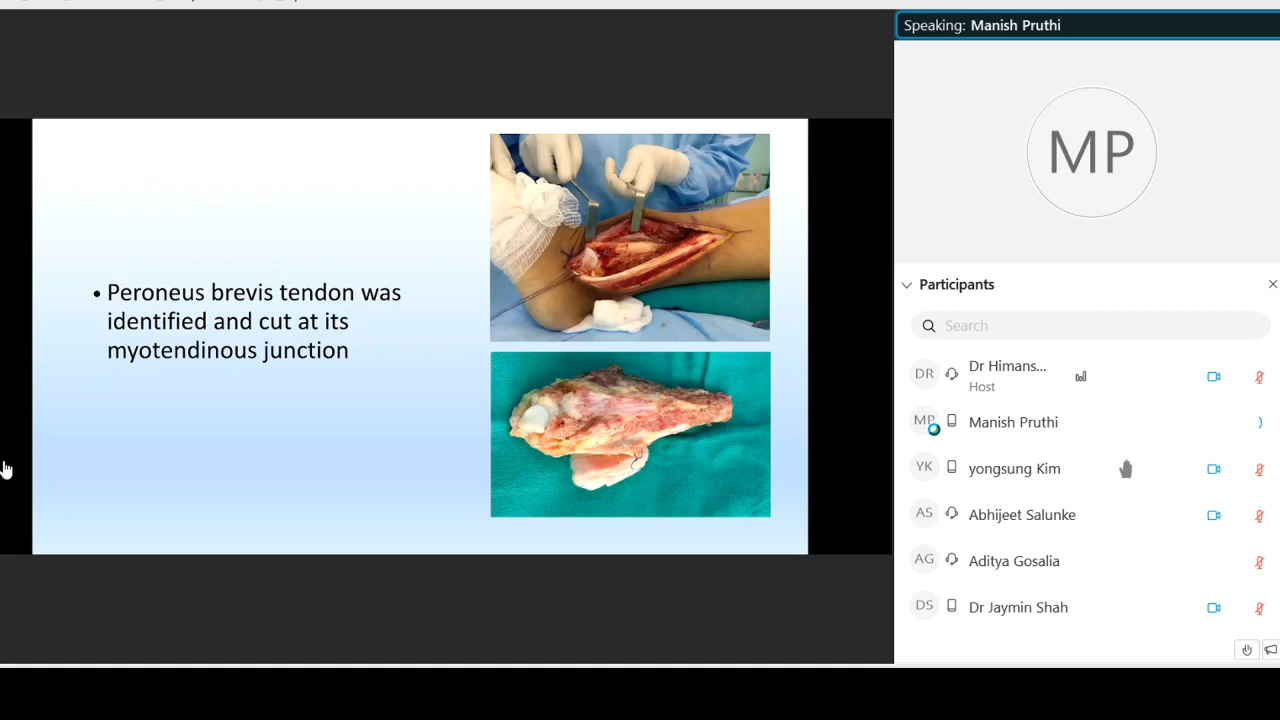 Speaking: Manish Pruthi
MP
• Peroneus brevis tendon was
identified and cut at its
myotendinous junction
Participants
Search
DR Dr Himans...
Host
MP Manish Pruthi
YK yongsung Kim
AS Abhijeet Salunke
AG Aditya Gosalia
DS Dr Jaymin Shah